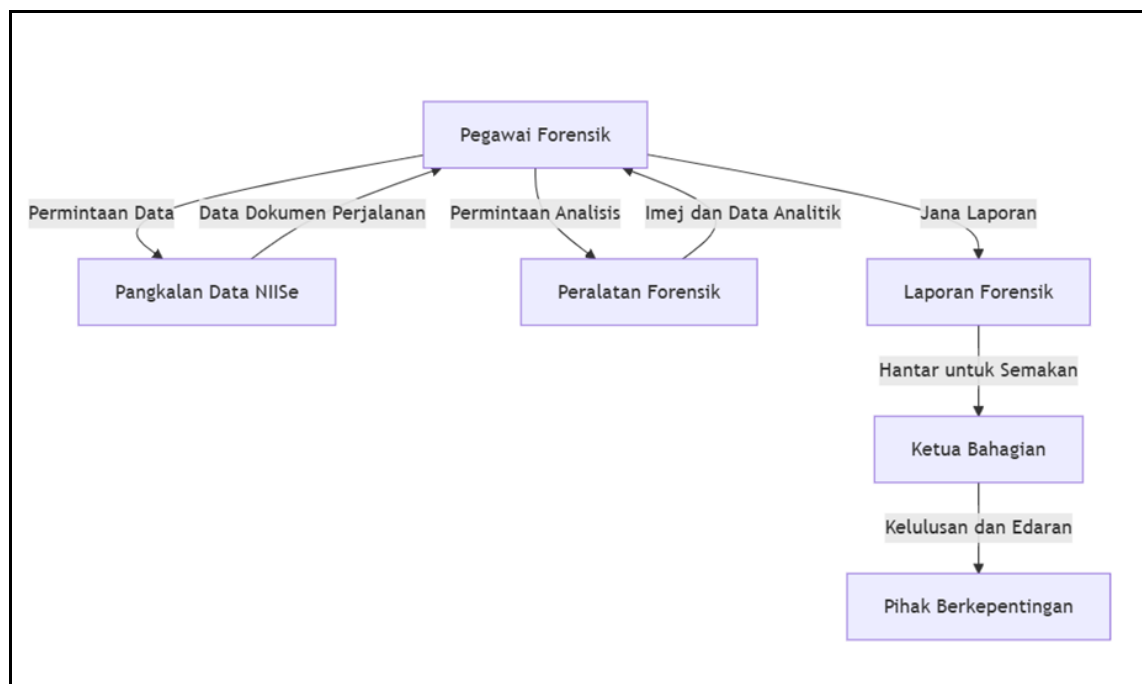 Pegawai Forensik
Permintaan Data
Data Dokumen Perjalanan
Permintaan Analisis
Imej dan Data Analitik
Jana Laporan
Pangkalan Data NIISe
Peralatan Forensik
Laporan Forensik
Hantar untuk Semakan
Ketua Bahagian
Kelulusan dan Edaran
Pihak Berkepentingan